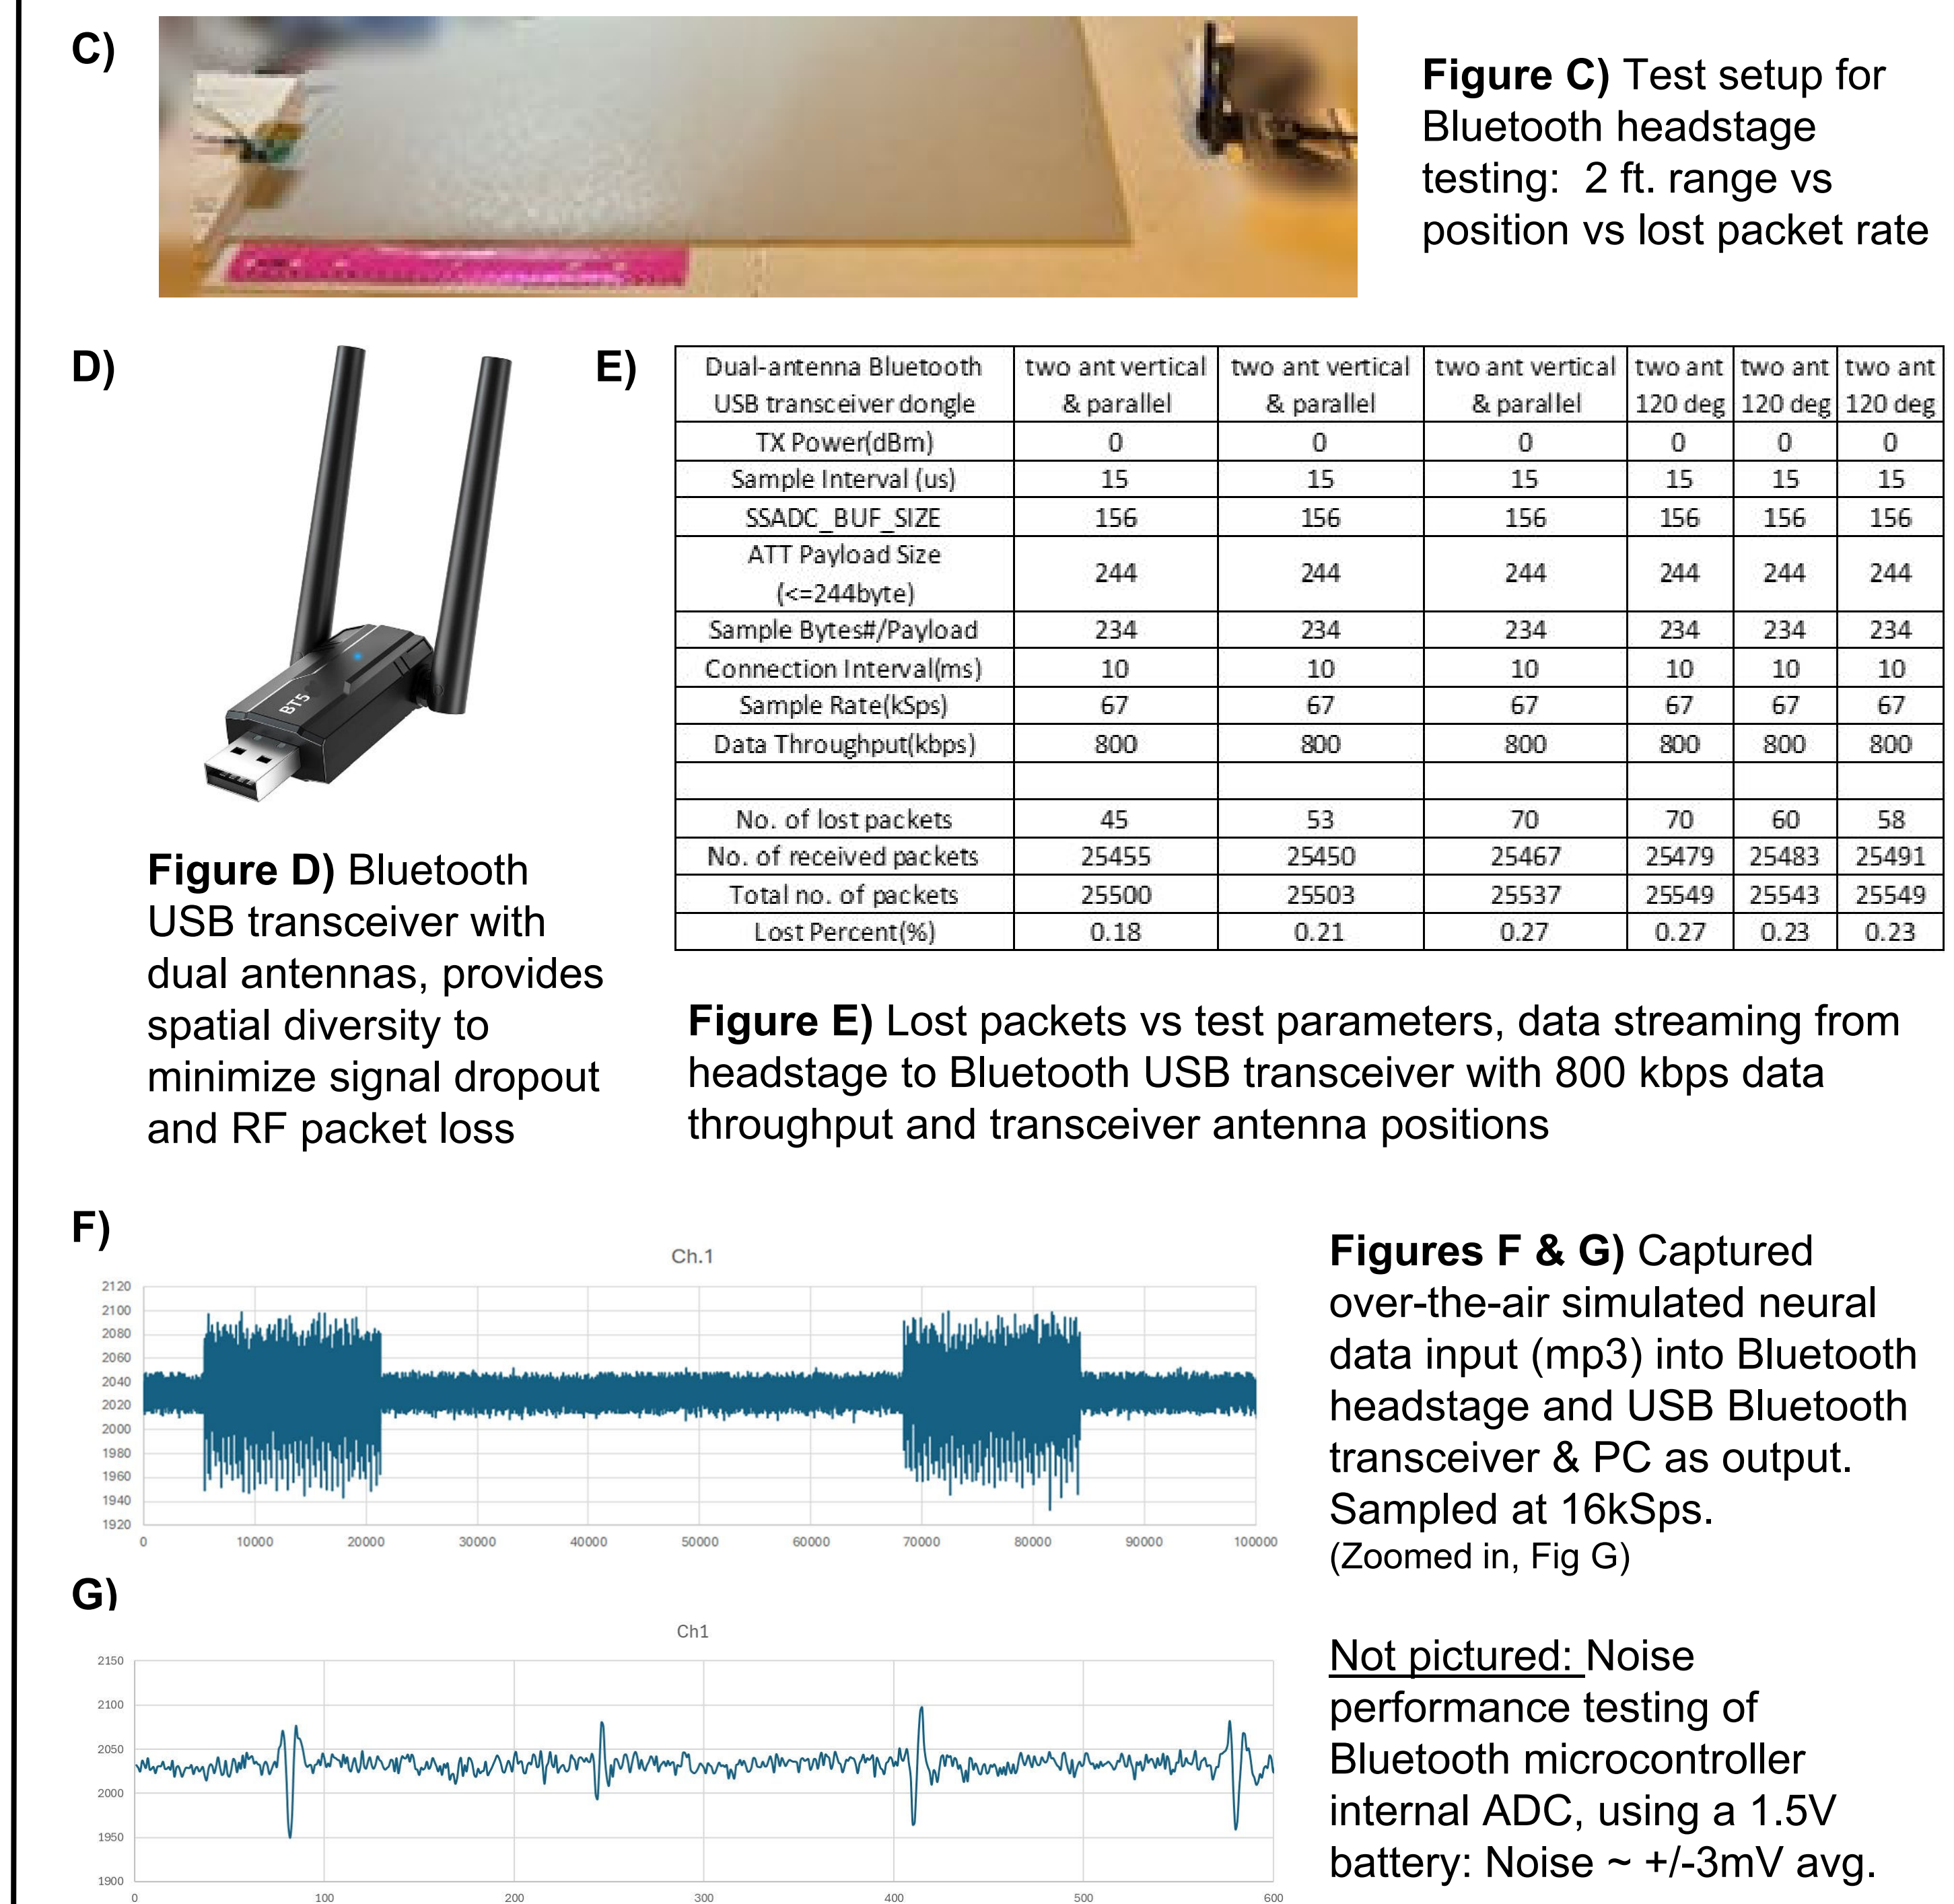 C)
Figure C) Test setup for
Bluetooth headstage
testing:  2 ft. range vs
position vs lost packet rate
D)
BT5
Figure D) Bluetooth
USB transceiver with
dual antennas, provides
spatial diversity to
minimize signal dropout
and RF packet loss
E)
Dual-antenna Bluetooth USB transceiver dongle two ant vertical & parallel two ant vertical & parallel two ant vertical & parallel two ant 120 deg two ant 120 deg two ant 120 deg
TX Power(dBm) 0 0 0 0 0 0
Sample Interval (us) 15 15 15 15 15 15
SSADC_BUF_SIZE 156 156 156 156 156 156
ATT Payload Size (<=244byte) 244 244 244 244 244 244
Sample Bytes#/Payload 234 234 234 234 234 234
Connection Interval(ms) 10 10 10 10 10 10
Sample Rate(kSps) 67 67 67 67 67 67
Data Throughput(kbps) 800 800 800 800 800 800
No. of lost packets 45 53 70 70 60 58
No. of received packets 25455 25450 25467 25479 25483 25491
Total no. of packets 25500 25503 25537 25549 25543 25549
Lost Percent(%) 0.18 0.21 0.27 0.27 0.23 0.23
Figure E) Lost packets vs test parameters, data streaming from
headstage to Bluetooth USB transceiver with 800 kbps data
throughput and transceiver antenna positions
F)
Ch.1
2120
2100
2080
2060
2040
2020
2000
1980
1960
1940
1920
0 10000 20000 30000 40000 50000 60000 70000 80000 90000 100000
Figures F & G) Captured
over-the-air simulated neural
data input (mp3) into Bluetooth
headstage and USB Bluetooth
transceiver & PC as output.
Sampled at 16kSps.
(Zoomed in, Fig G)
G)
Ch1
2150
2100
2050
2000
1950
1900
0 100 200 300 400 500 600
Not pictured: Noise
performance testing of
Bluetooth microcontroller
internal ADC, using a 1.5V
battery: Noise ~ +/-3mV avg.